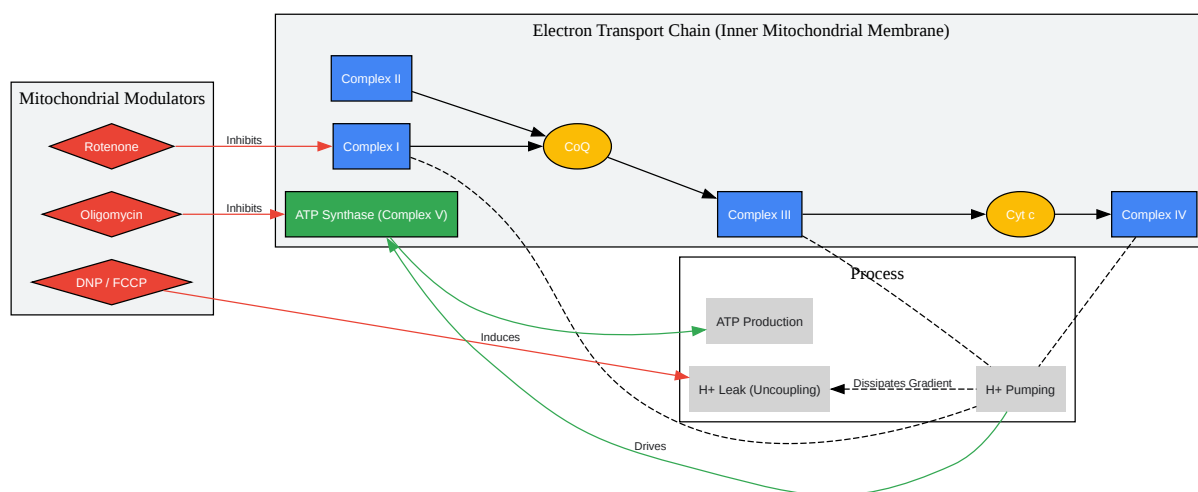 Electron Transport Chain (Inner Mitochondrial Membrane)
Complex II
Mitochondrial Modulators
Rotenone
Inhibits
Complex I
CoQ
Oligomycin
Inhibits
ATP Synthase (Complex V)
Complex III
Cyt c
Complex IV
DNP / FCCP
Process
ATP Production
Induces
H+ Leak (Uncoupling)
Dissipates Gradient
H+ Pumping
Drives